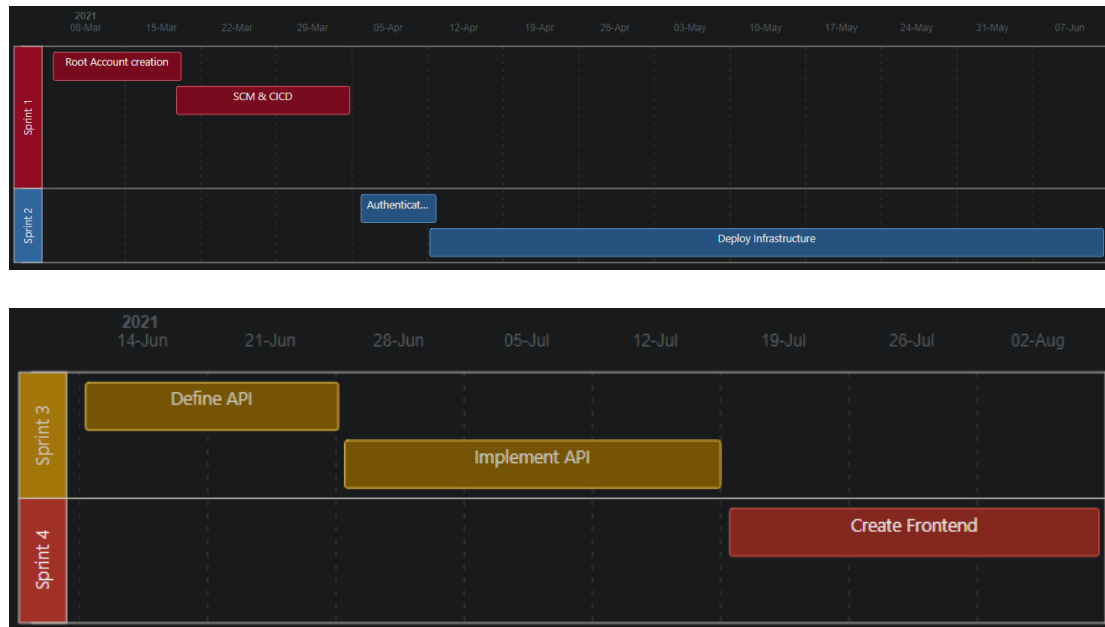 2021
08-Mar 15-Mar 22-Mar 29-Mar 05-Apr 12-Apr 19-Apr 26-Apr 03-May 10-May 17-May 24-May 31-May 07-Jun
Sprint 1
Root Account creation
SCM & CICD
Sprint 2
Authenticat...
Deploy Infrastructure
2021
14-Jun 21-Jun 28-Jun 05-Jul 12-Jul 19-Jul 26-Jul 02-Aug
Sprint 3
Define API
Implement API
Sprint 4
Create Frontend